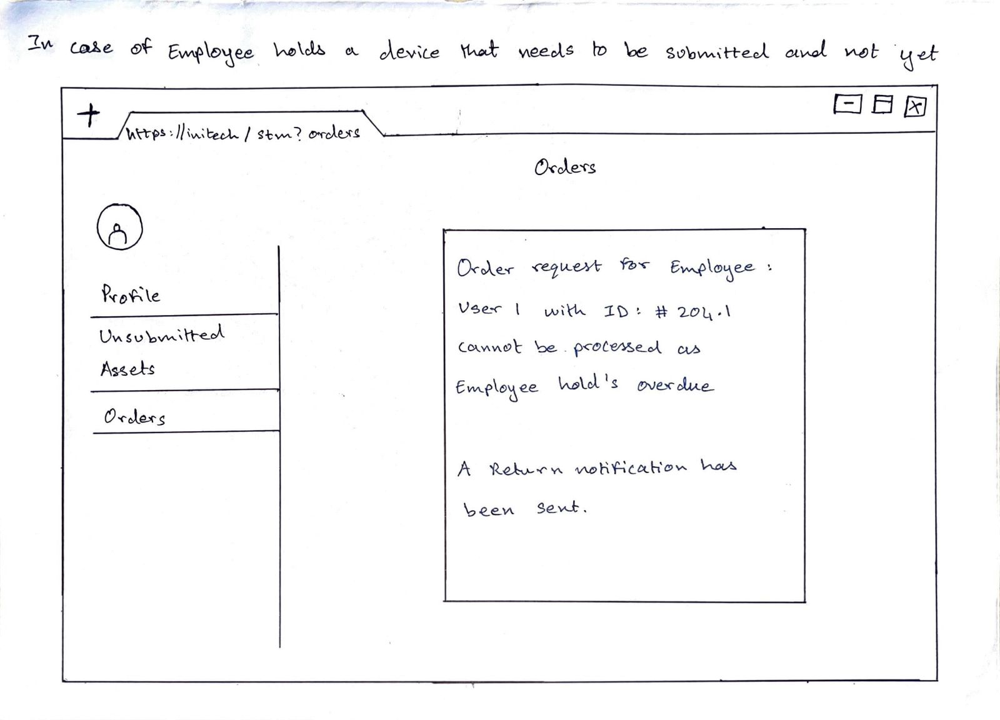 In case of Employee holds a device that needs to be submitted and not yet
https://initech/stm?orders
Orders
Profile
Unsubmitted
Assets
Orders
Order request for Employee :
User 1 with ID: #204.1
cannot be processed as
Employee hold's overdue
A Return notification has
been sent.